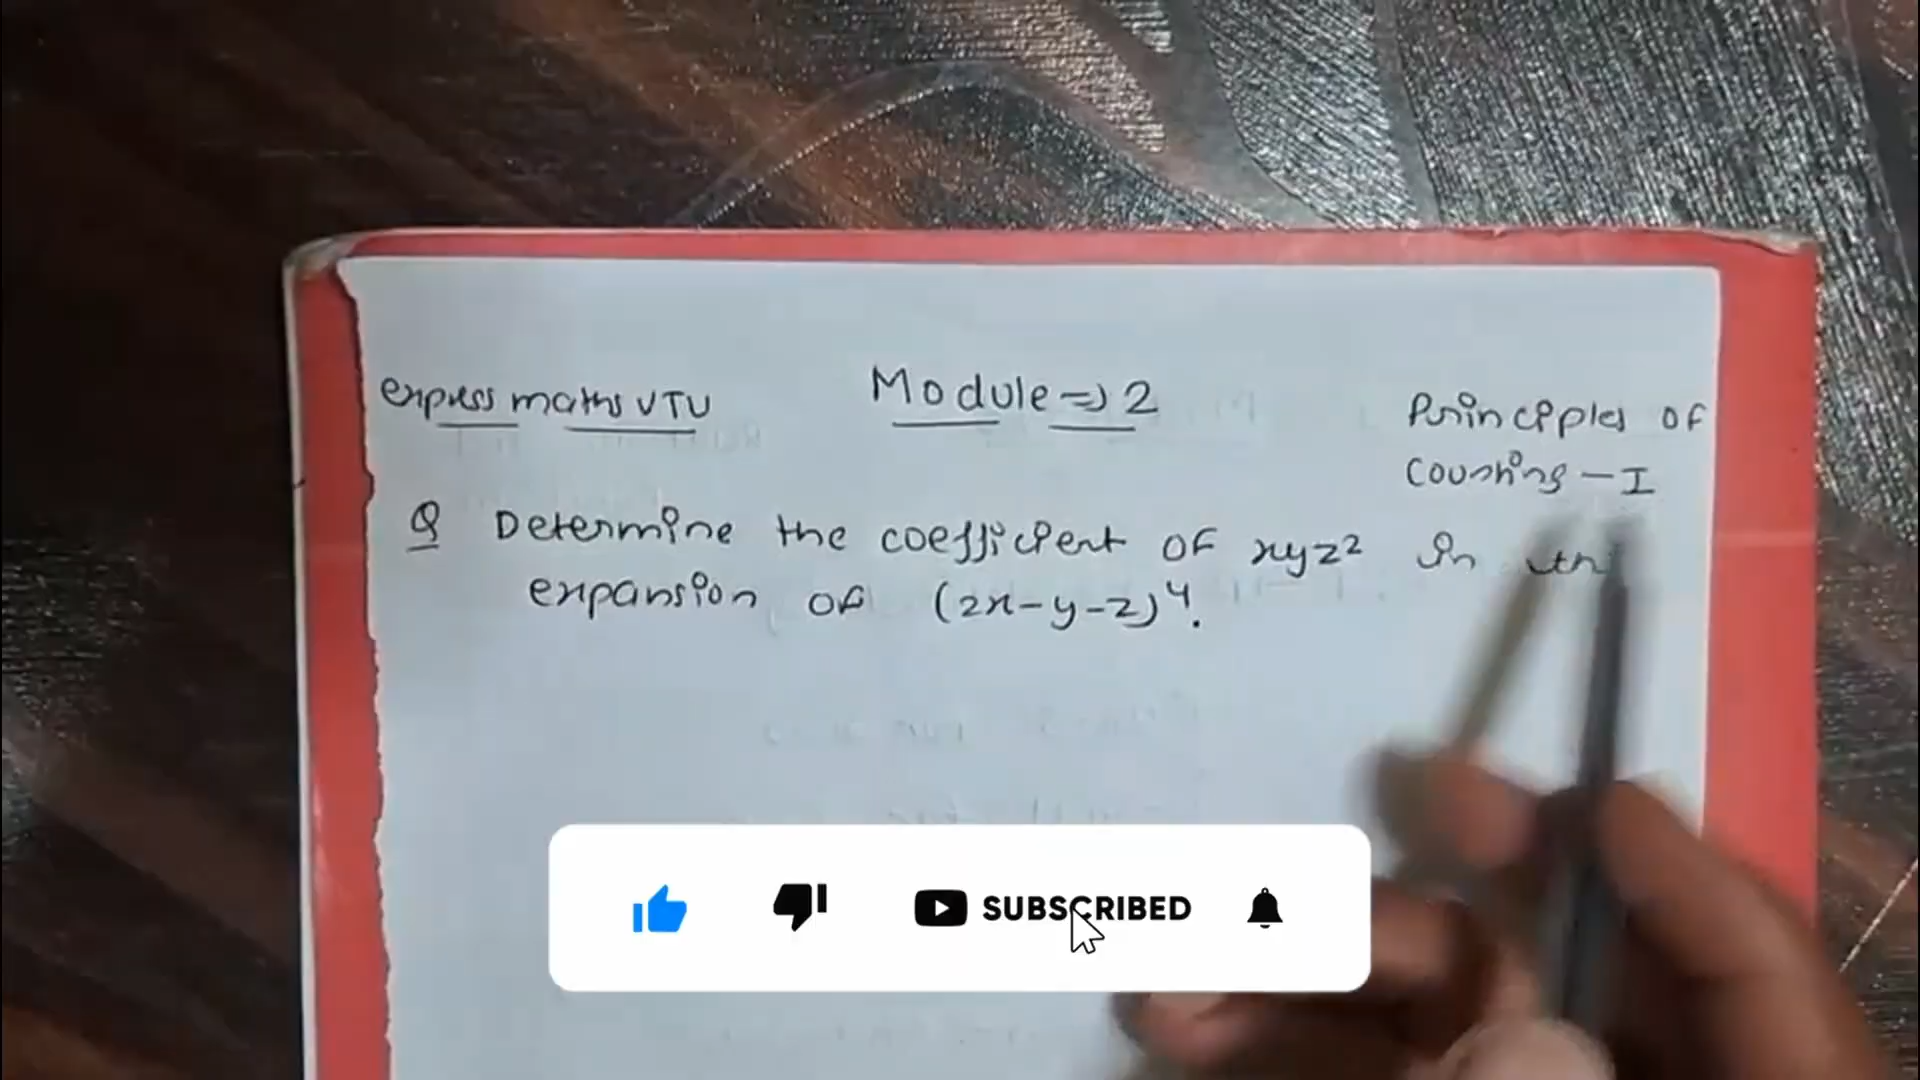 express maths VTU
Module => 2
Principles of
Counting - I
Q Determine the coefficient of xyz² in the
expansion of (2x-y-z)⁴.
SUBSCRIBED